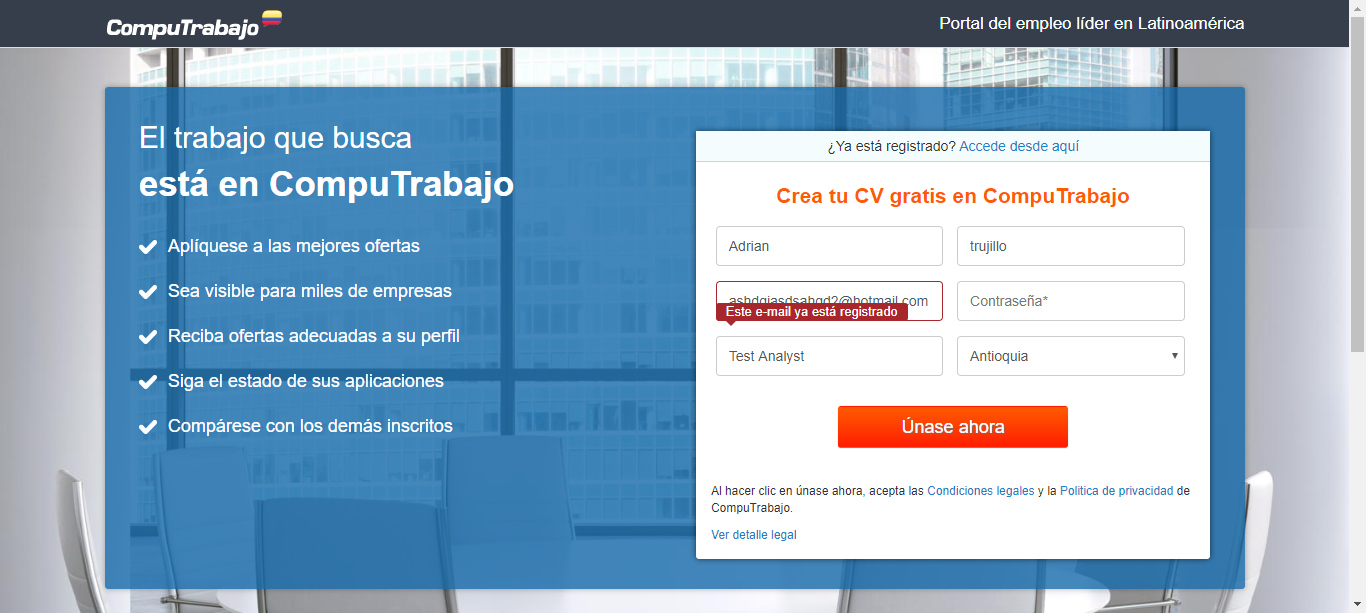 CompuTrabajo
Portal del empleo líder en Latinoamérica
El trabajo que busca
está en CompuTrabajo
Aplíquese a las mejores ofertas
Sea visible para miles de empresas
Reciba ofertas adecuadas a su perfil
Siga el estado de sus aplicaciones
Compárese con los demás inscritos
¿Ya está registrado? Accede desde aquí
Crea tu CV gratis en CompuTrabajo
Adrian
trujillo
@hotmail.com
Contraseña*
Este e-mail ya está registrado
Test Analyst
Antioquia
Únase ahora
Al hacer clic en únase ahora, acepta las Condiciones legales y la Política de privacidad de
CompuTrabajo.
Ver detalle legal